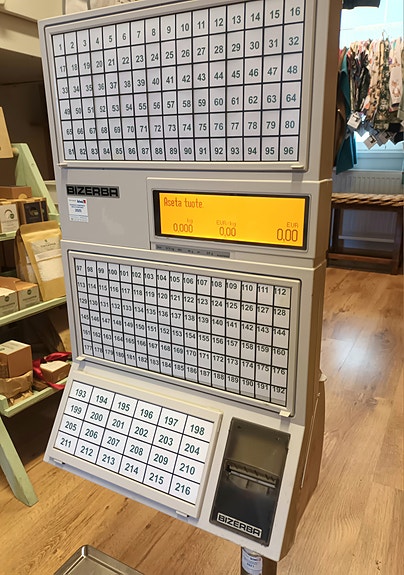 1 2 3 4 5 6 7 8 9 10 11 12 13 14 15 16
17 18 19 20 21 22 23 24 25 26 27 28 29 30 31 32
33 34 35 36 37 38 39 40 41 42 43 44 45 46 47 48
49 50 51 52 53 54 55 56 57 58 59 60 61 62 63 64
65 66 67 68 69 70 71 72 73 74 75 76 77 78 79 80
81 82 83 84 85 86 87 88 89 90 91 92 93 94 95 96
BIZERBA
Aseta tuote.
kg EUR/kg EUR
0.000 0,00 0,00
97 98 99 100 101 102 103 104 105 106 107 108 109 110 111 112
113 114 115 116 117 118 119 120 121 122 123 124 125 126 127 128
129 130 131 132 133 134 135 136 137 138 139 140 141 142 143 144
145 146 147 148 149 150 151 152 153 154 155 156 157 158 159 160
161 162 163 164 165 166 167 168 169 170 171 172 173 174 175 176
177 178 179 180 181 182 183 184 185 186 187 188 189 190 191 192
193 194 195 196 197 198
199 200 201 202 203 204
205 206 207 208 209 210
211 212 213 214 215 216
BIZERBA